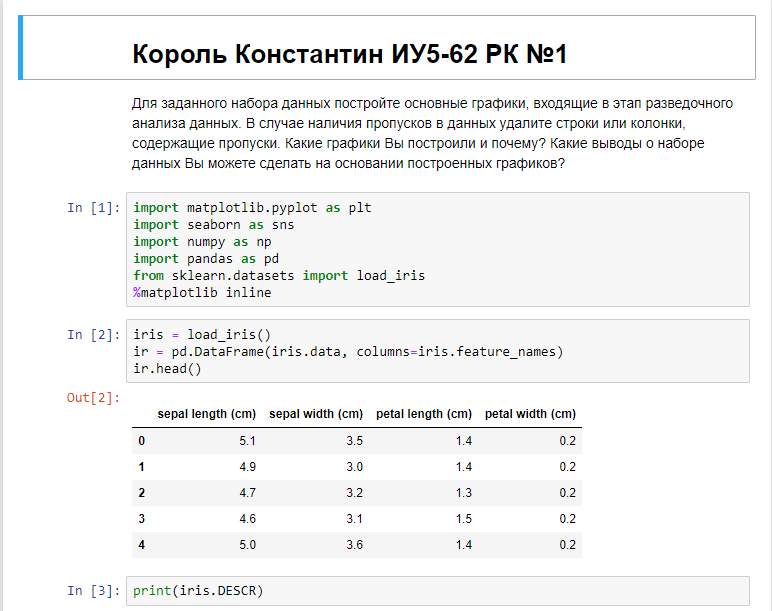 Король Константин ИУ5-62 РК №1
Для заданного набора данных постройте основные графики, входящие в этап разведочного
анализа данных. В случае наличия пропусков в данных удалите строки или колонки,
содержащие пропуски. Какие графики Вы построили и почему? Какие выводы о наборе
данных Вы можете сделать на основании построенных графиков?
In [1]: import matplotlib.pyplot as plt
import seaborn as sns
import numpy as np
import pandas as pd
from sklearn.datasets import load_iris
%matplotlib inline
In [2]: iris = load_iris()
ir = pd.DataFrame(iris.data, columns=iris.feature_names)
ir.head()
Out[2]:
sepal length (cm) sepal width (cm) petal length (cm) petal width (cm)
0 5.1 3.5 1.4 0.2
1 4.9 3.0 1.4 0.2
2 4.7 3.2 1.3 0.2
3 4.6 3.1 1.5 0.2
4 5.0 3.6 1.4 0.2
In [3]: print(iris.DESCR)